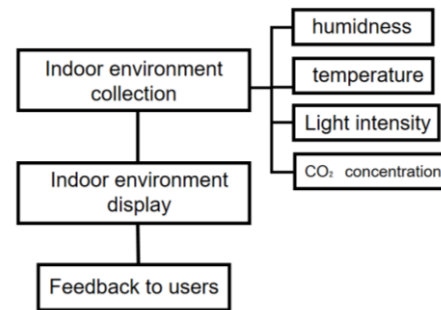 humidness
Indoor environment
collection
temperature
Light intensity
CO₂ concentration
Indoor environment
display
Feedback to users